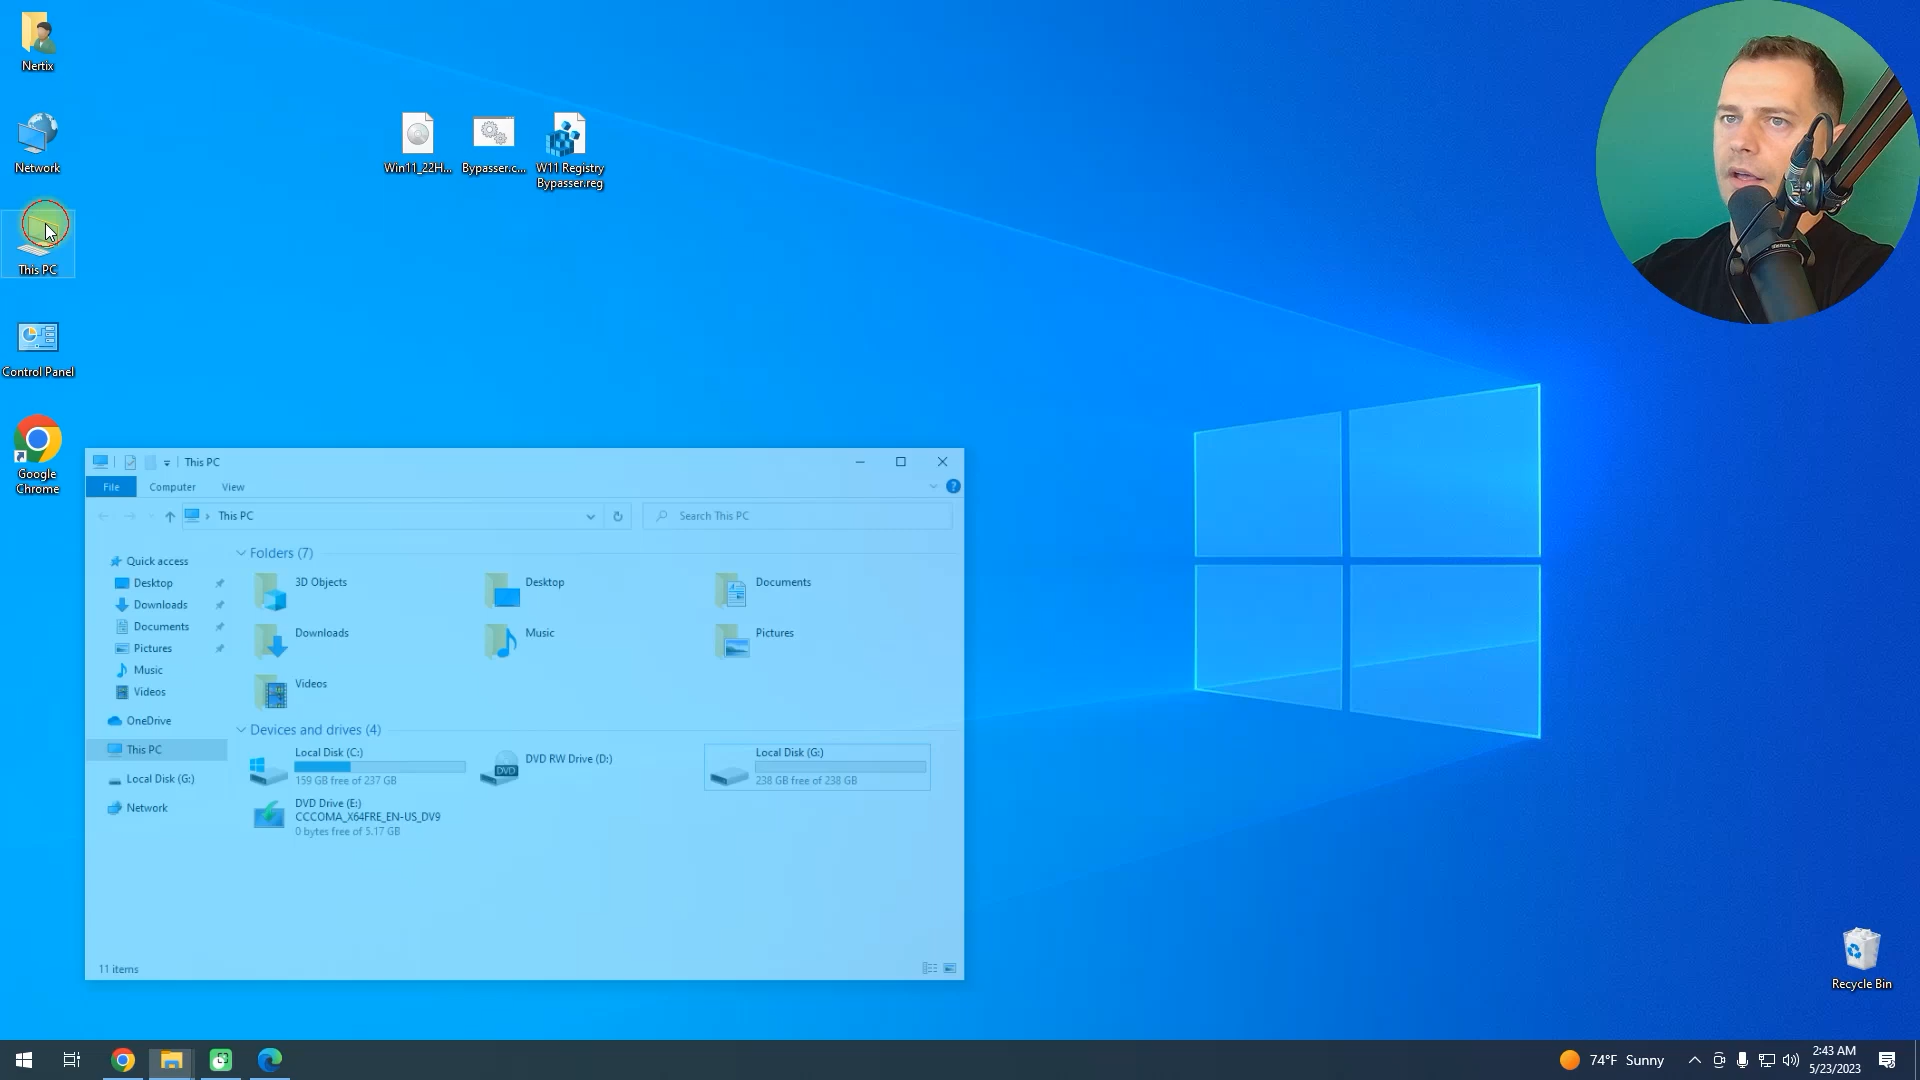 Nertix
Network
This PC
Control Panel
Google
Chrome
Win11_22H...
Bypasser.c...
W11 Registry
Bypasser.reg
This PC
File
Computer
View
?
This PC
Search This PC
Quick access
Desktop
Downloads
Documents
Pictures
Music
Videos
OneDrive
This PC
Local Disk (G:)
Network
Folders (7)
3D Objects
Desktop
Documents
Downloads
Music
Pictures
Videos
Devices and drives (4)
Local Disk (C:)
159 GB free of 237 GB
DVD RW Drive (D:)
DVD
Local Disk (G:)
238 GB free of 238 GB
DVD Drive (E:)
CCCOMA_X64FRE_EN-US_DV9
0 bytes free of 5.17 GB
11 items
Recycle Bin
74°F Sunny
2:43 AM
5/23/2023